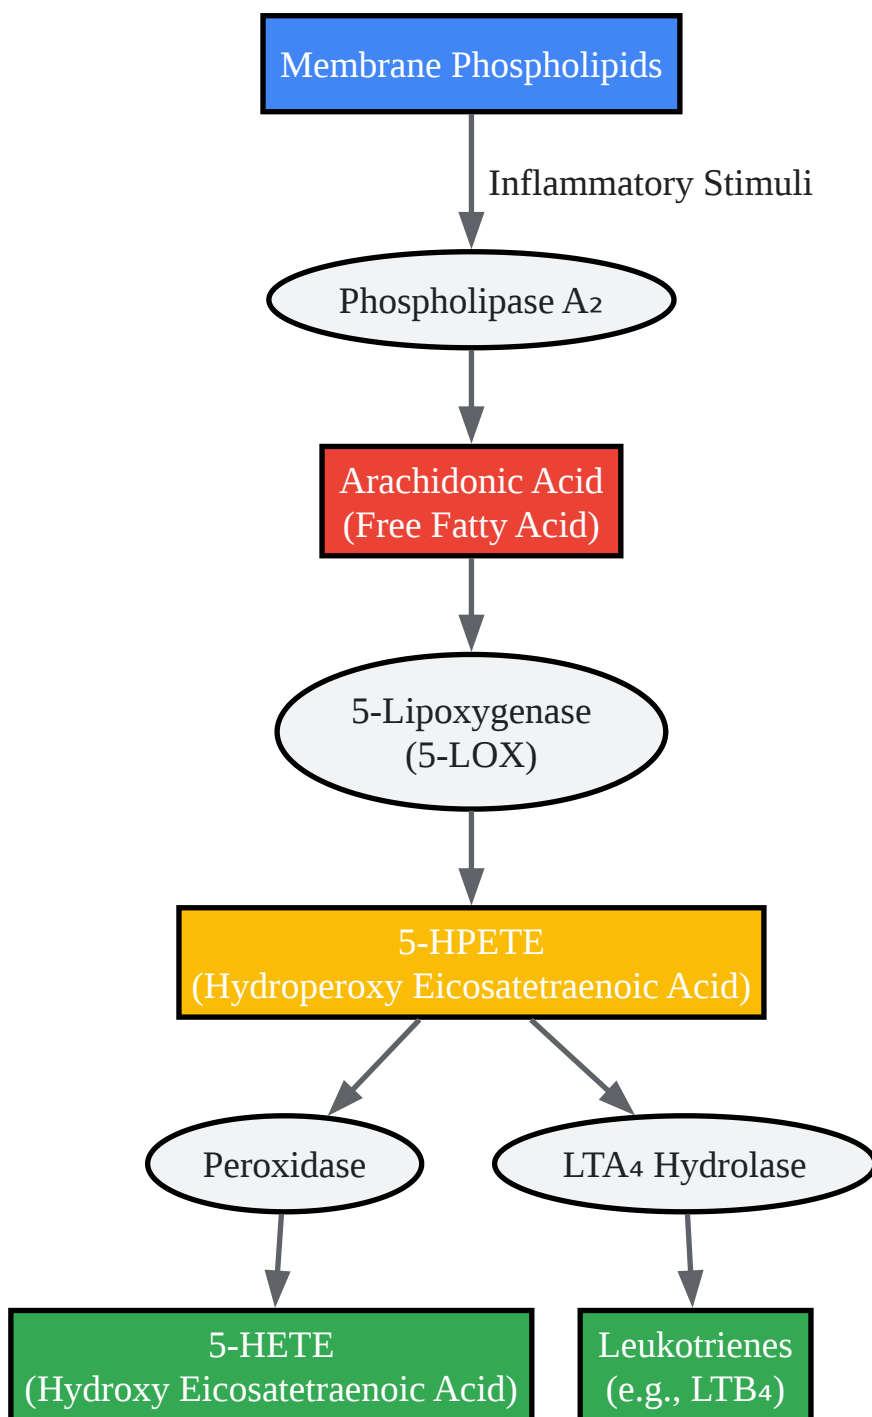 Membrane Phospholipids
Inflammatory Stimuli
Phospholipase A₂
Arachidonic Acid
(Free Fatty Acid)
5-Lipoxygenase
(5-LOX)
5-HPETE
(Hydroperoxy Eicosatetraenoic Acid)
Peroxidase
LTA₄ Hydrolase
5-HETE
(Hydroxy Eicosatetraenoic Acid)
Leukotrienes
(e.g., LTB₄)